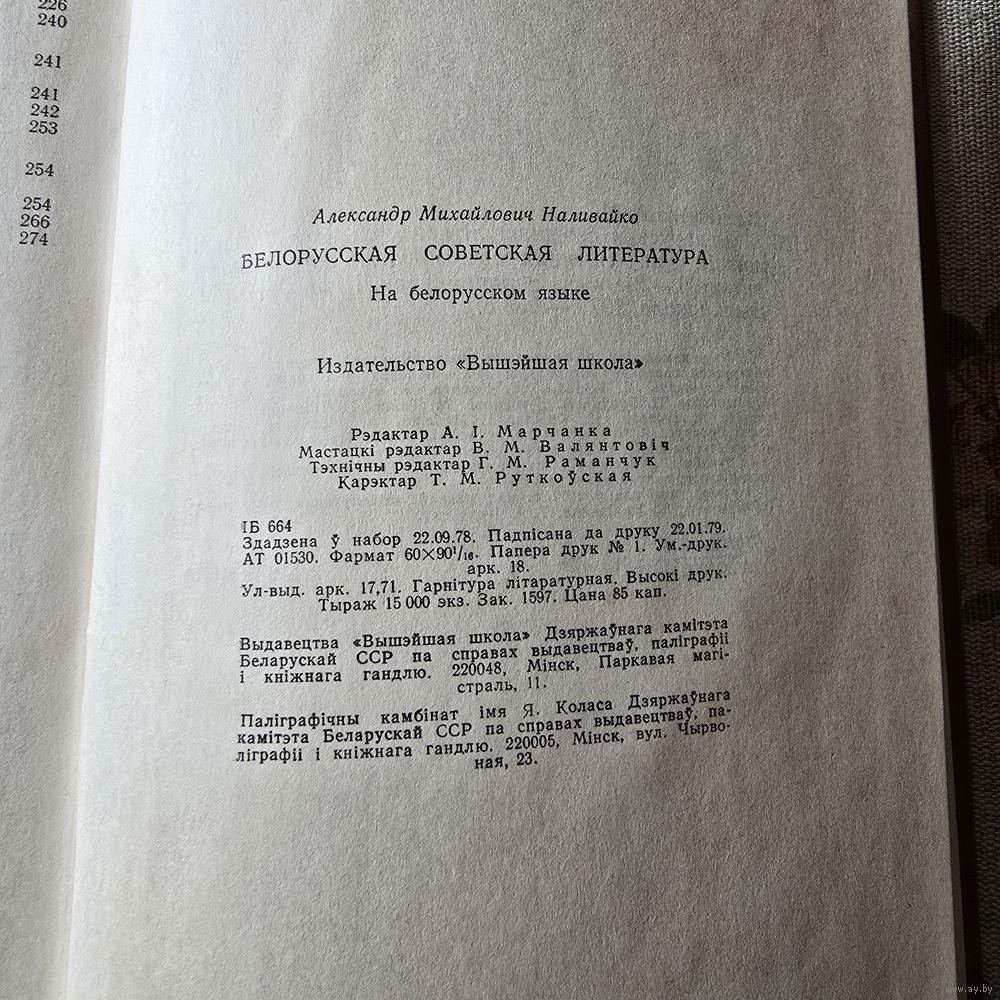 226
240
241
241
242
253
254
254
266
274
Александр Михайлович Наливайко
БЕЛОРУССКАЯ СОВЕТСКАЯ ЛИТЕРАТУРА
На белорусском языке
Издательство «Вышэйшая школа»
Рэдактар А. І. Марчанка
Мастацкі рэдактар В. М. Валянтовіч
Тэхнічны рэдактар Г. М. Раманчук
Карэктар Т. М. Руткоўская
ІБ 664
Здадзена ў набор 22.09.78. Падпісана да друку 22.01.79.
АТ 01530. Фармат 60×90¹/₁₆. Папера друк № 1. Ум.-друк.
арк. 18.
Ул-выд. арк. 17,71. Гарнітура літаратурная. Высокі друк.
Тыраж 15 000 экз. Зак. 1597. Цана 85 кап.
Выдавецтва «Вышэйшая школа» Дзяржаўнага камітэта
Беларускай ССР па справах выдавецтваў, паліграфіі
і кніжнага гандлю. 220048, Мінск, Паркавая магі-
страль, 11.
Паліграфічны камбінат імя Я. Коласа Дзяржаўнага
камітэта Беларускай ССР па справах выдавецтваў, па-
ліграфіі і кніжнага гандлю. 220005, Мінск, вул. Чырво-
ная, 23.
www.ay.by